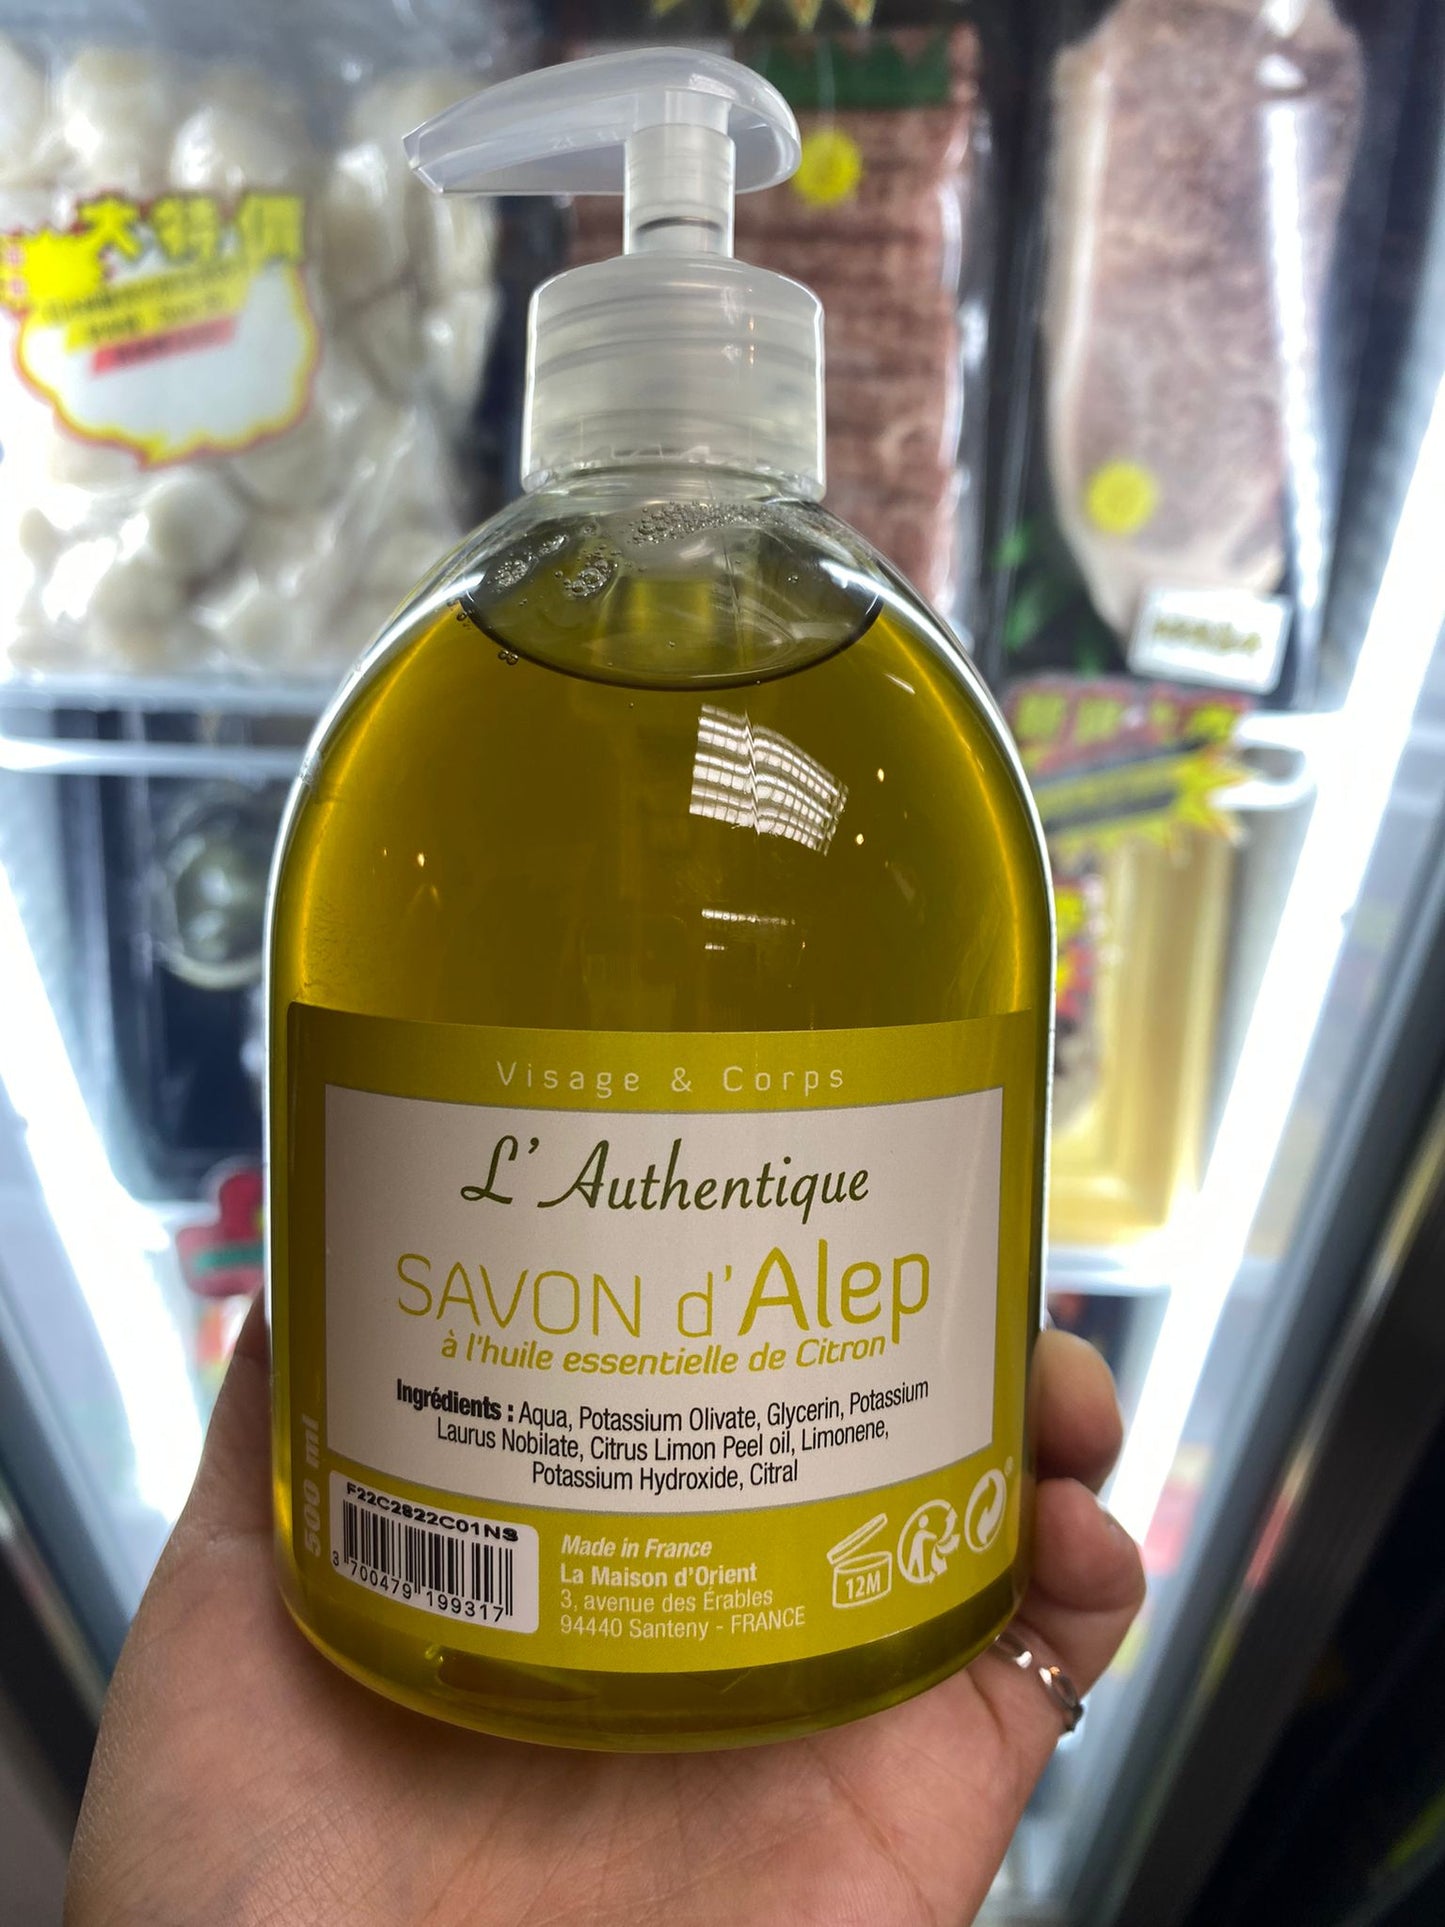 大特價
Visage & Corps
L'Authentique
SAVON d'Alep
à l'huile essentielle de Citron
Ingrédients : Aqua, Potassium Olivate, Glycerin, Potassium
Laurus Nobilate, Citrus Limon Peel oil, Limonene,
Potassium Hydroxide, Citral
500 ml
F22C2822C01NS
3 700479 199317
Made in France
La Maison d'Orient
3, avenue des Érables
94440 Santeny - FRANCE
12M